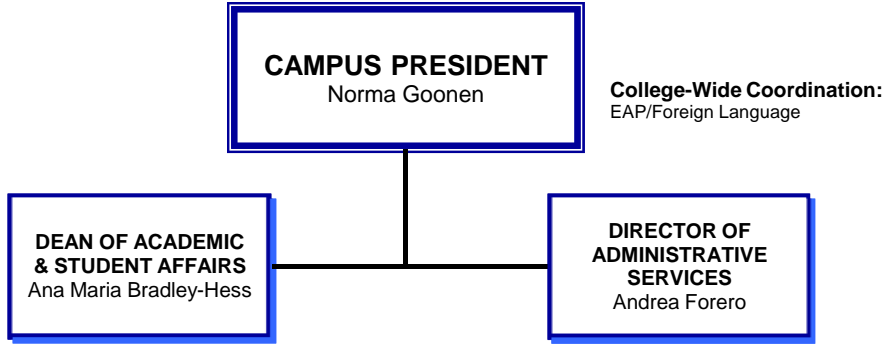 CAMPUS PRESIDENT
Norma Goonen
College-Wide Coordination:
EAP/Foreign Language
DEAN OF ACADEMIC
& STUDENT AFFAIRS
Ana Maria Bradley-Hess
DIRECTOR OF
ADMINISTRATIVE
SERVICES
Andrea Forero